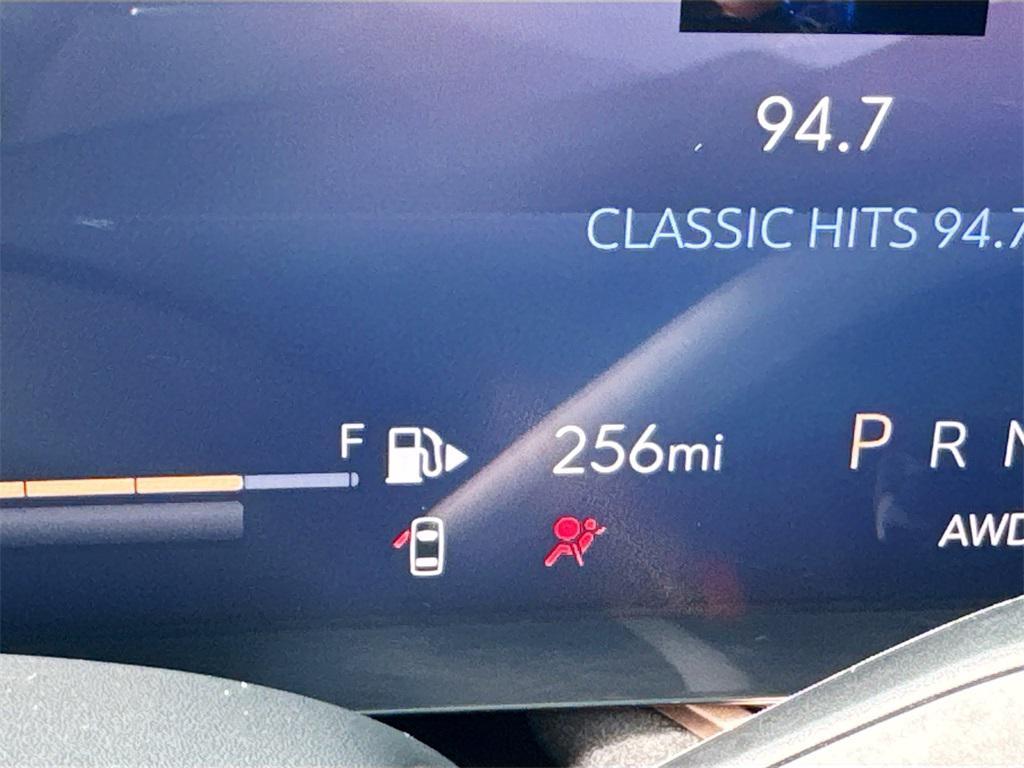 94.7
CLASSIC HITS 94.7
F
256mi
P R
AWD